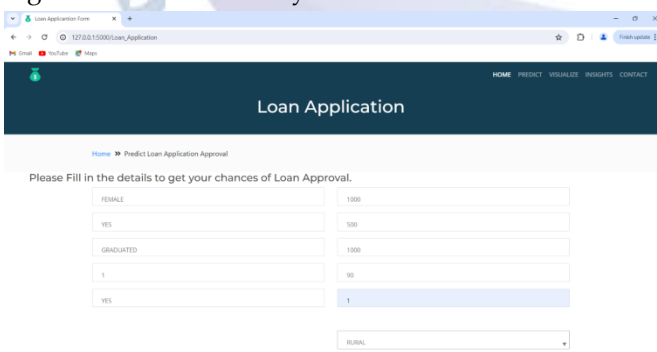 Loan Application Form
127.0.0.1:5000/Loan_Application
Finish update
Gmail YouTube Maps
HOME PREDICT VISUALIZE INSIGHTS CONTACT
Loan Application
Home » Predict Loan Application Approval
Please Fill in the details to get your chances of Loan Approval.
FEMALE 1000
YES 500
GRADUATED 1000
1 90
YES 1
RURAL